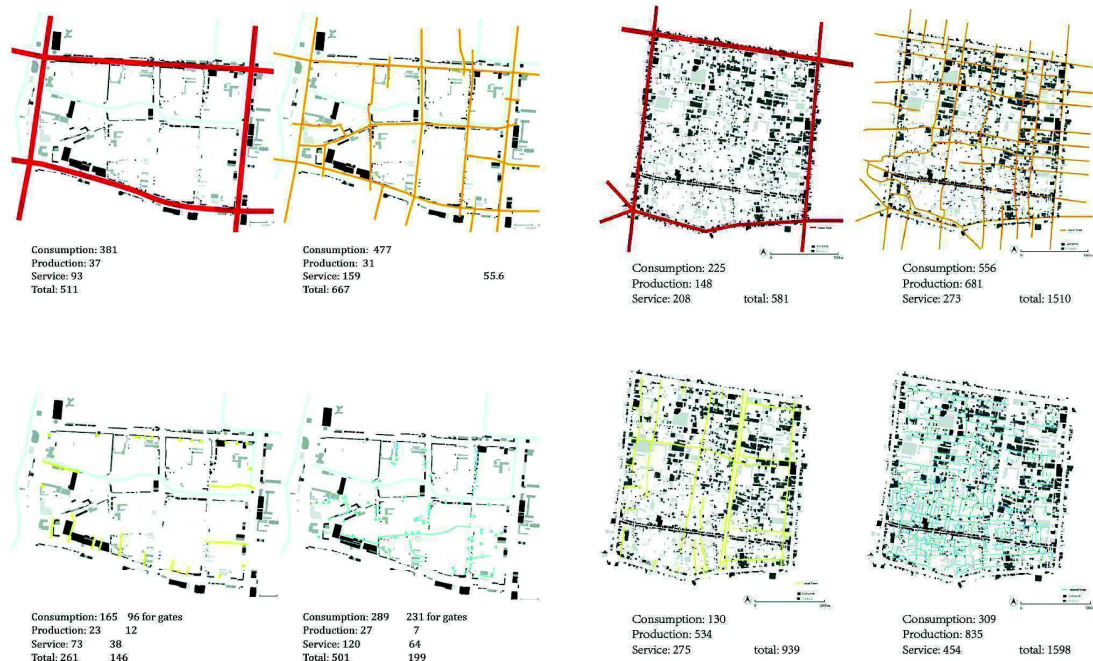 Consumption: 381
Production: 37
Service: 93
Total: 511
Consumption: 477
Production: 31
Service: 159 55.6
Total: 667
Consumption: 225
Production: 148
Service: 208 total: 581
Consumption: 556
Production: 681
Service: 273 total: 1510
Consumption: 165 96 for gates
Production: 23 12
Service: 73 38
Total: 261 146
Consumption: 289 231 for gates
Production: 27 7
Service: 120 64
Total: 501 199
Consumption: 130
Production: 534
Service: 275 total: 939
Consumption: 309
Production: 835
Service: 454 total: 1598